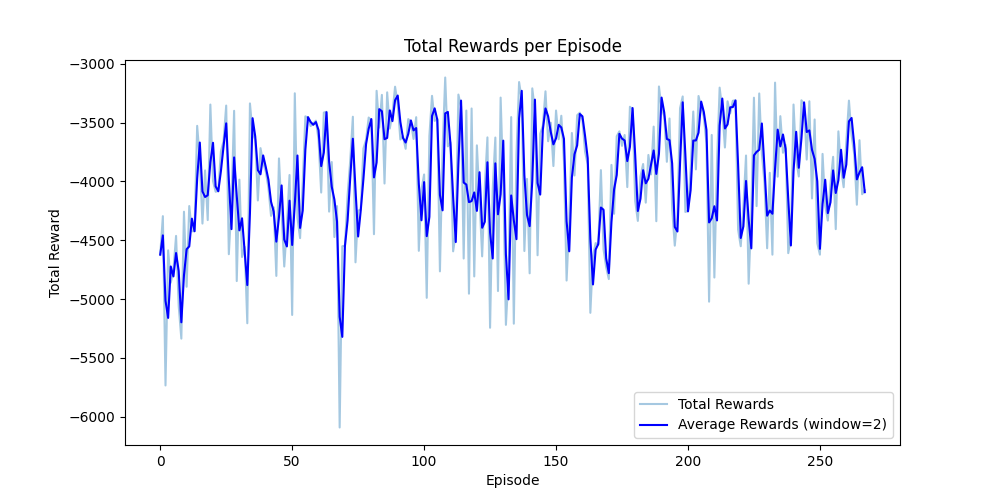 Total Rewards per Episode
Total Reward
−3000
−3500
−4000
−4500
−5000
−5500
−6000
0 50 100 150 200 250
Episode
Total Rewards
Average Rewards (window=2)